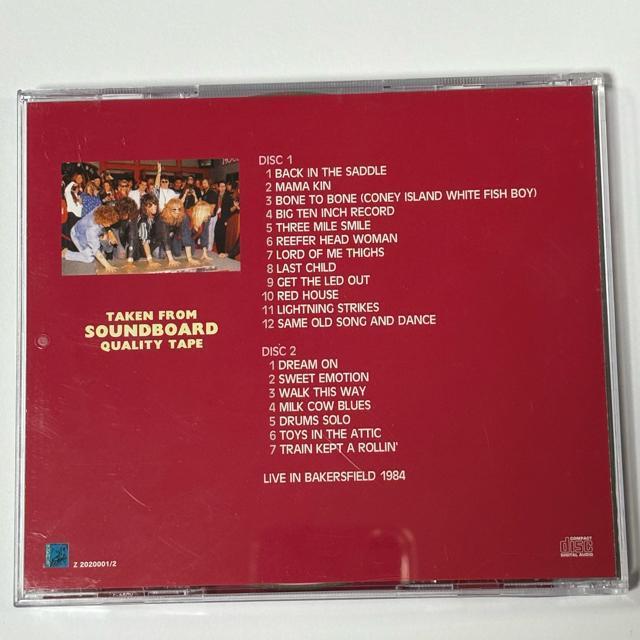 DISC 1
1 BACK IN THE SADDLE
2 MAMA KIN
3 BONE TO BONE (CONEY ISLAND WHITE FISH BOY)
4 BIG TEN INCH RECORD
5 THREE MILE SMILE
6 REEFER HEAD WOMAN
7 LORD OF ME THIGHS
8 LAST CHILD
9 GET THE LED OUT
10 RED HOUSE
11 LIGHTNING STRIKES
12 SAME OLD SONG AND DANCE
TAKEN FROM
SOUNDBOARD
QUALITY TAPE
DISC 2
1 DREAM ON
2 SWEET EMOTION
3 WALK THIS WAY
4 MILK COW BLUES
5 DRUMS SOLO
6 TOYS IN THE ATTIC
7 TRAIN KEPT A ROLLIN'
LIVE IN BAKERSFIELD 1984
Z 2020001/2
COMPACT
disc
DIGITAL AUDIO